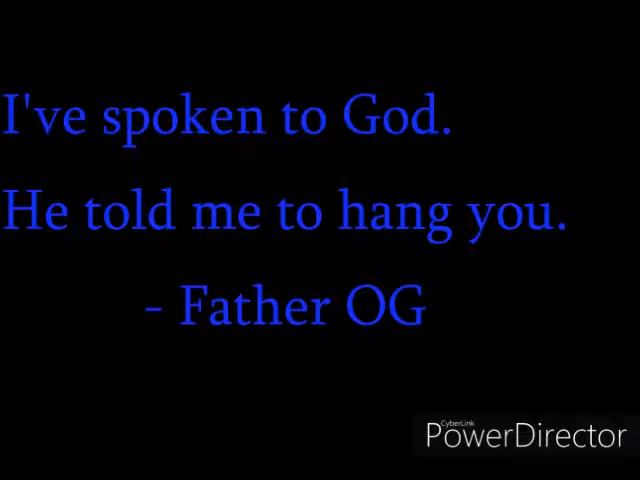 I've spoken to God.
He told me to hang you.
- Father OG
CyberLink
PowerDirector